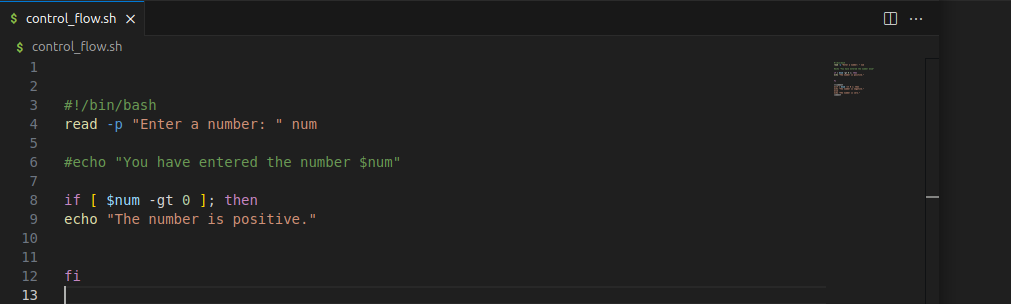 $ control_flow.sh ×
$ control_flow.sh
1
2
3 #!/bin/bash
4 read -p "Enter a number: " num
5
6 #echo "You have entered the number $num"
7
8 if [ $num -gt 0 ]; then
9 echo "The number is positive."
10
11
12 fi
13